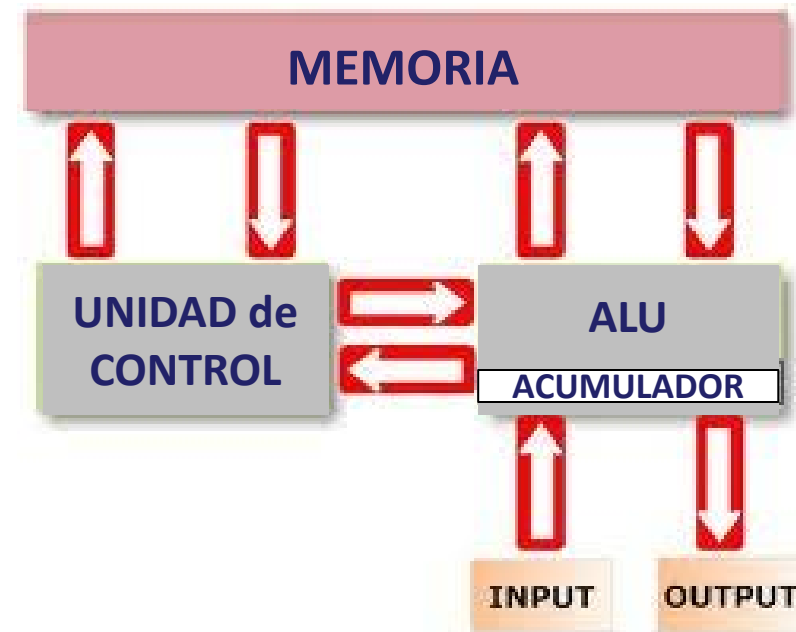 MEMORIA
UNIDAD de
CONTROL
ALU
ACUMULADOR
INPUT
OUTPUT